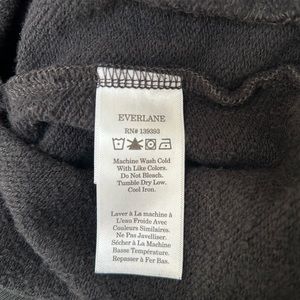 EVERLANE
RN# 139393
Machine Wash Cold
With Like Colors.
Do Not Bleach.
Tumble Dry Low.
Cool Iron.
Laver à La machine à
L'eau Froide Avec
Couleurs Similaires.
Ne Pas Javelliser.
Sécher à La Machine
Basse Température.
Repasser à Fer Bas.